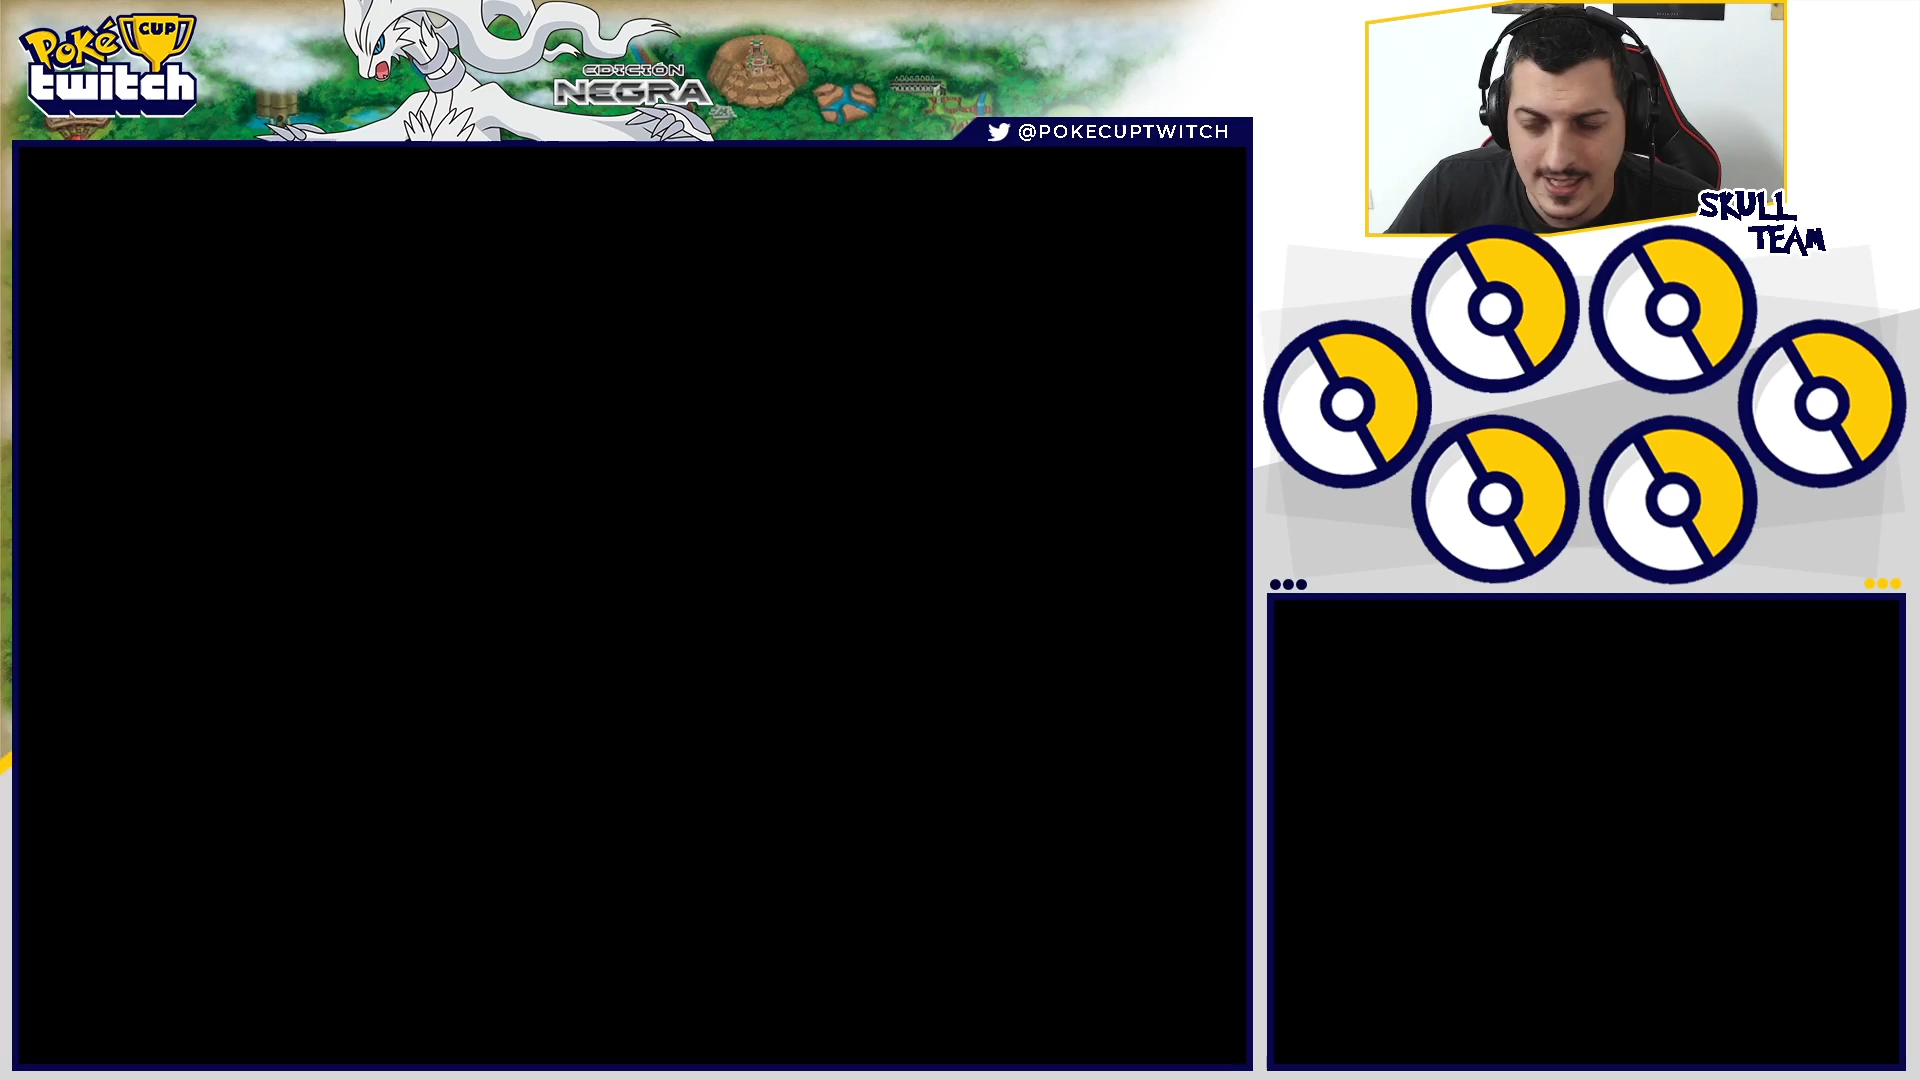 Poké
CUP
twitch
EDICIÓN
NEGRA
@POKECUPTWITCH
SKULL
TEAM